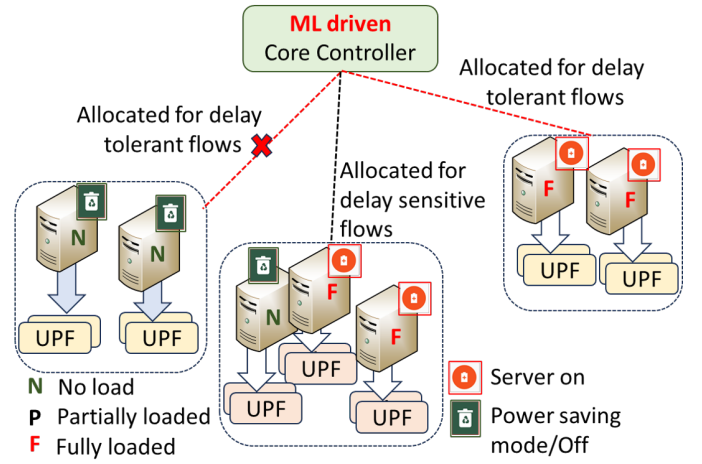 ML driven
Core Controller
Allocated for delay
tolerant flows
Allocated for delay
tolerant flows
Allocated for
delay sensitive
flows
F
F
UPF
UPF
N
N
UPF
UPF
N
F
F
UPF
UPF
UPF
N No load
P Partially loaded
F Fully loaded
Server on
Power saving
mode/Off